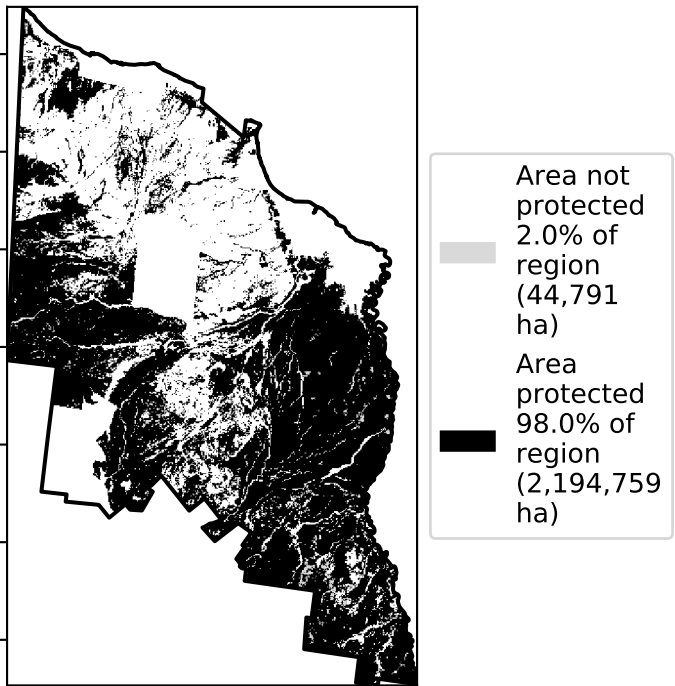 Area not
protected
2.0% of
region
(44,791
ha)
Area
protected
98.0% of
region
(2,194,759
ha)